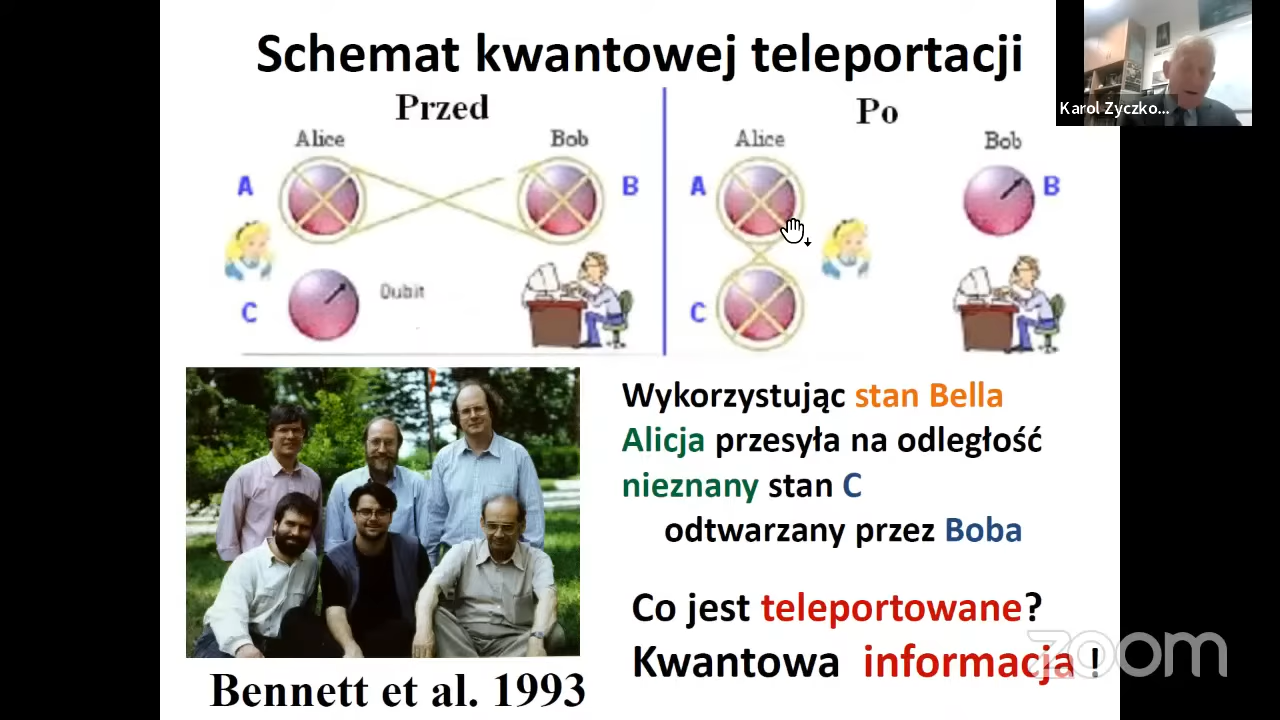 Schemat kwantowej teleportacji
Karol Zyczko...
Przed
Po
Alice
Bob
Alice
Bob
A
B
A
B
C
Qubit
C
Wykorzystując stan Bella
Alicja przesyła na odległość
nieznany stan C
odtwarzany przez Boba
Co jest teleportowane?
Kwantowa informacja !
zoom
Bennett et al. 1993